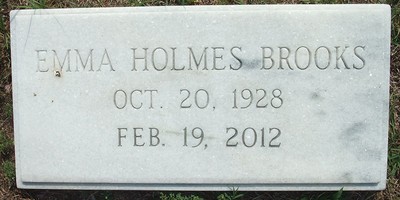 EMMA HOLMES BROOKS
OCT. 20, 1928
FEB. 19, 2012